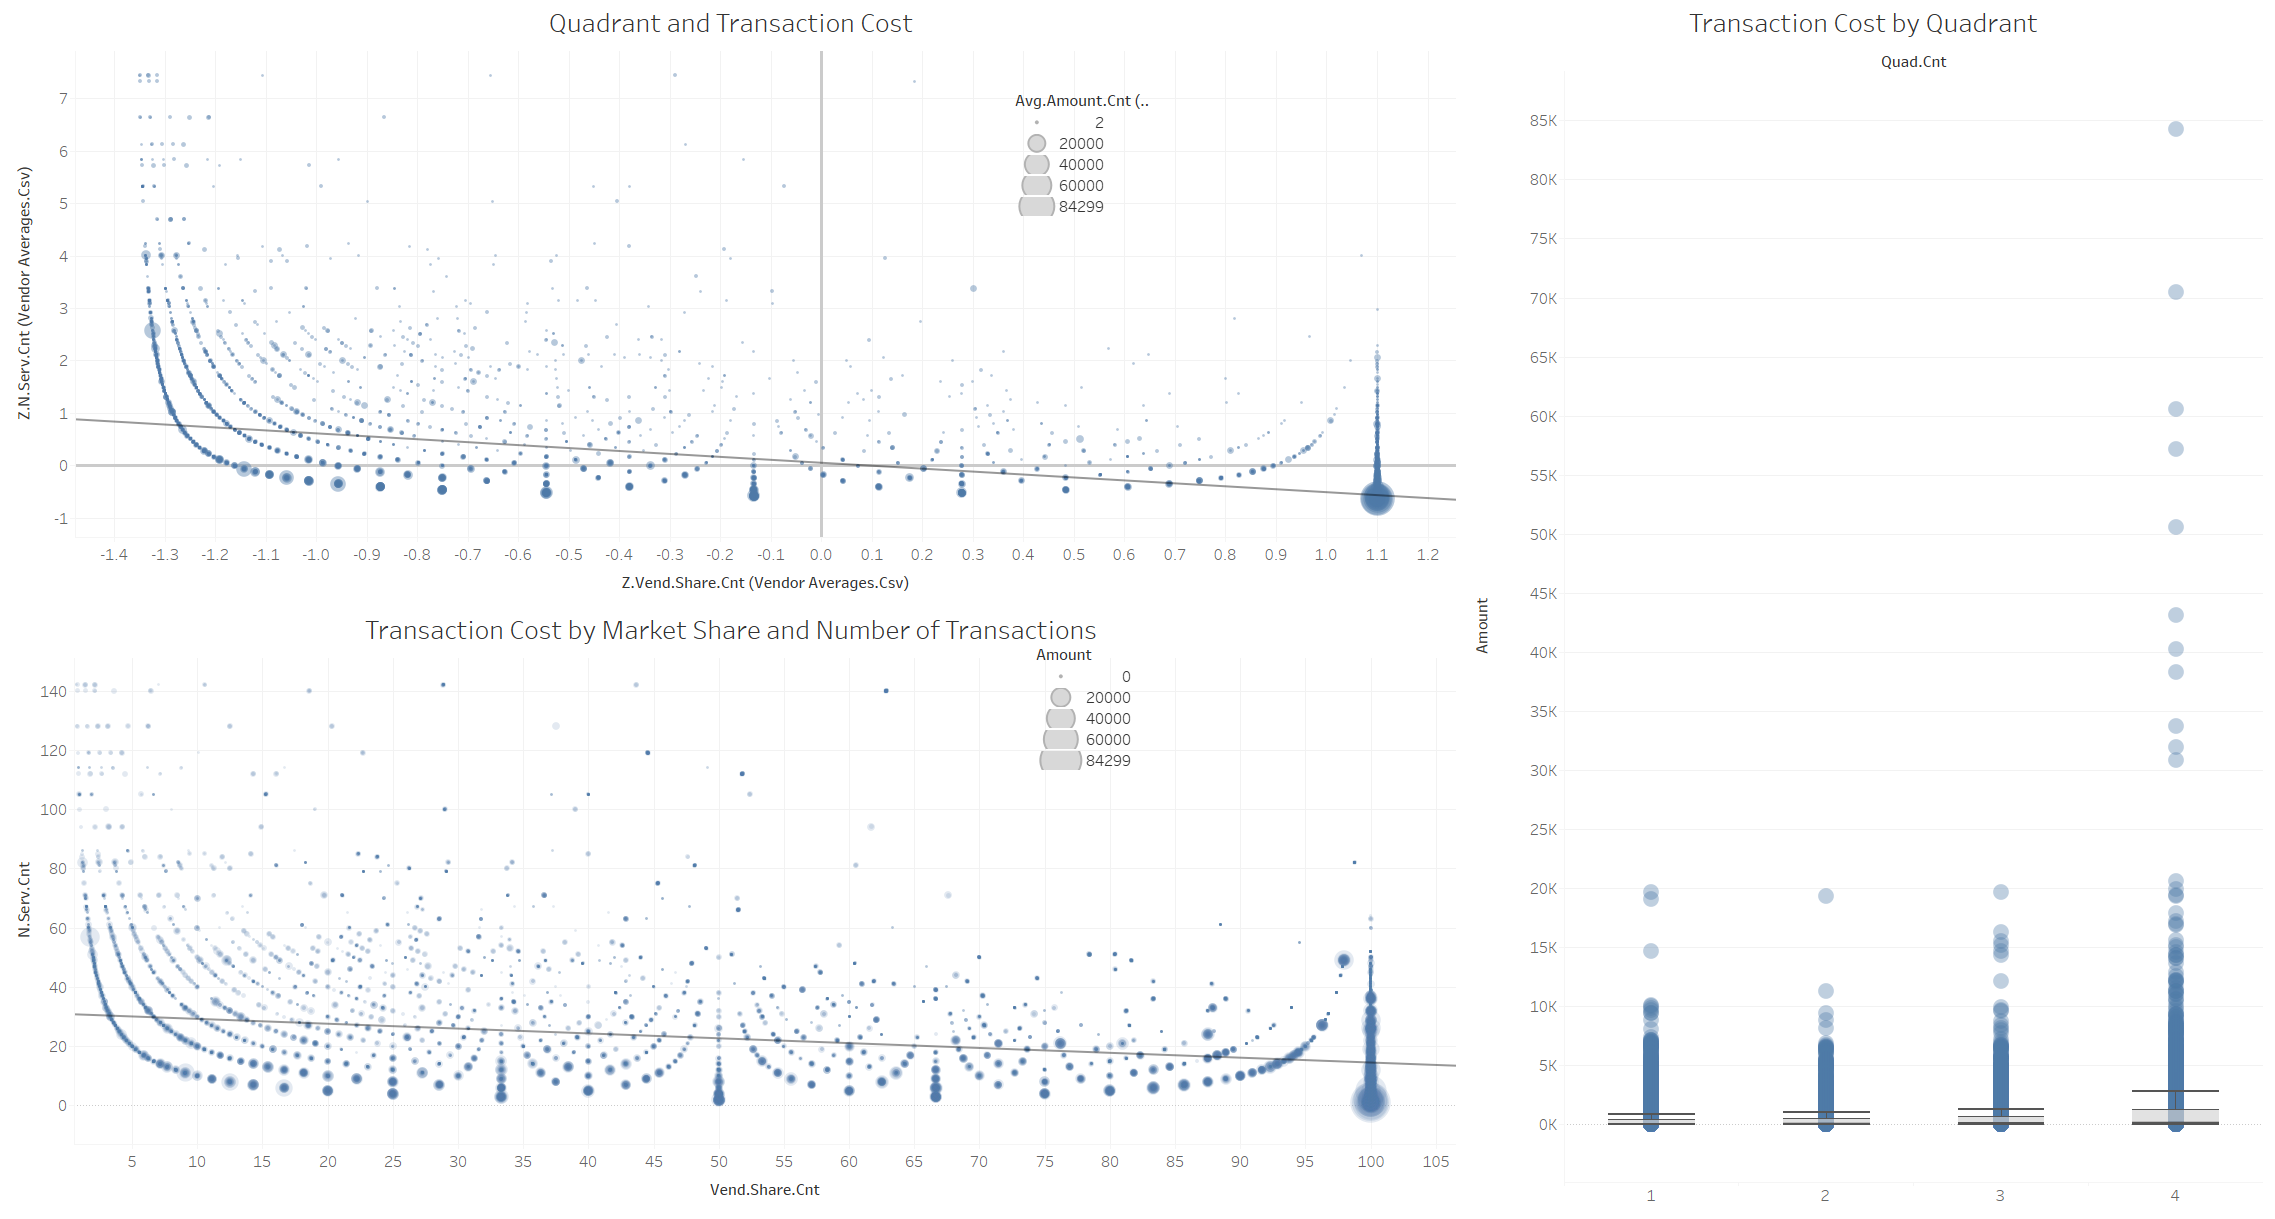 Quadrant and Transaction Cost
Z.N.Serv.Cnt (Vendor Averages.Csv)
7
6
5
4
3
2
1
0
-1
-1.4 -1.3 -1.2 -1.1 -1.0 -0.9 -0.8 -0.7 -0.6 -0.5 -0.4 -0.3 -0.2 -0.1 0.0 0.1 0.2 0.3 0.4 0.5 0.6 0.7 0.8 0.9 1.0 1.1 1.2
Z.Vend.Share.Cnt (Vendor Averages.Csv)
Avg.Amount.Cnt (..
2
20000
40000
60000
84299
Transaction Cost by Market Share and Number of Transactions
N.Serv.Cnt
140
120
100
80
60
40
20
0
5 10 15 20 25 30 35 40 45 50 55 60 65 70 75 80 85 90 95 100 105
Vend.Share.Cnt
Amount
0
20000
40000
60000
84299
Transaction Cost by Quadrant
Quad.Cnt
Amount
85K
80K
75K
70K
65K
60K
55K
50K
45K
40K
35K
30K
25K
20K
15K
10K
5K
0K
1 2 3 4